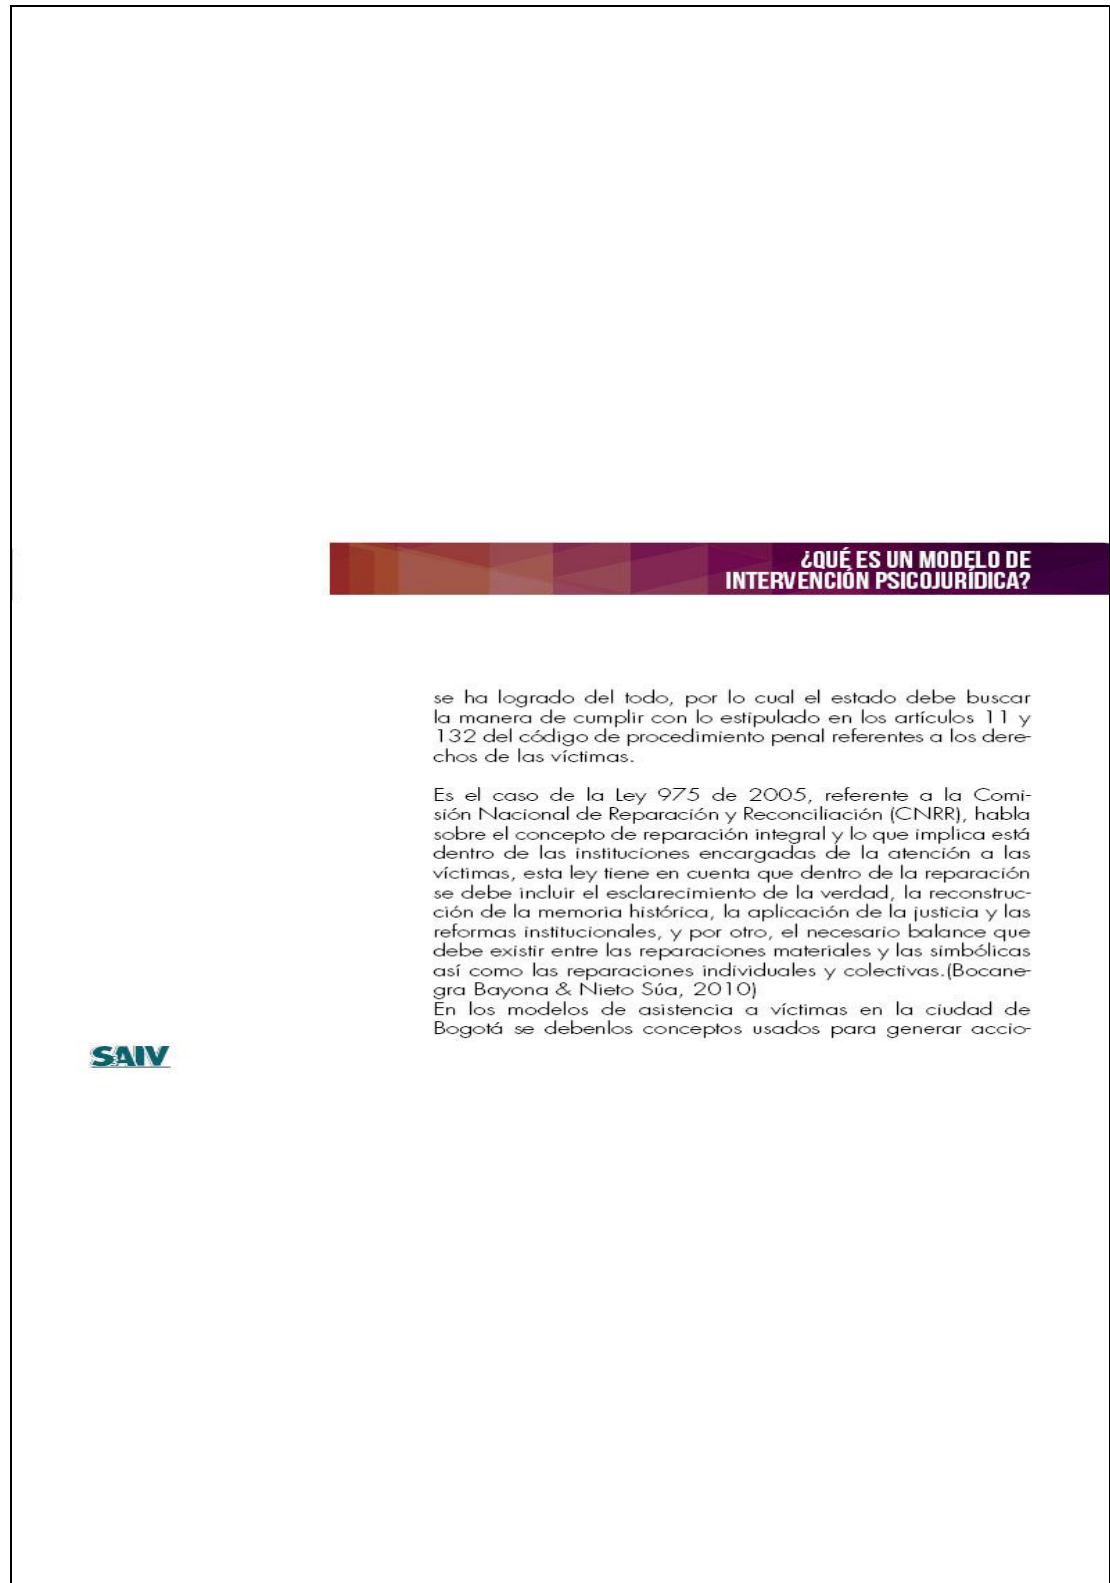 ¿QUÉ ES UN MODELO DE
INTERVENCIÓN PSICOJURÍDICA?
se ha logrado del todo, por lo cual el estado debe buscar
la manera de cumplir con lo estipulado en los artículos 11 y
132 del código de procedimiento penal referentes a los dere-
chos de las víctimas.
Es el caso de la Ley 975 de 2005, referente a la Comi-
sión Nacional de Reparación y Reconciliación (CNRR), habla
sobre el concepto de reparación integral y lo que implica está
dentro de las instituciones encargadas de la atención a las
víctimas, esta ley tiene en cuenta que dentro de la reparación
se debe incluir el esclarecimiento de la verdad, la reconstruc-
ción de la memoria histórica, la aplicación de la justicia y las
reformas institucionales, y por otro, el necesario balance que
debe existir entre las reparaciones materiales y las simbólicas
así como las reparaciones individuales y colectivas.(Bocane-
gra Bayona & Nieto Súa, 2010)
En los modelos de asistencia a víctimas en la ciudad de
Bogotá se debenlos conceptos usados para generar accio-
SAIV